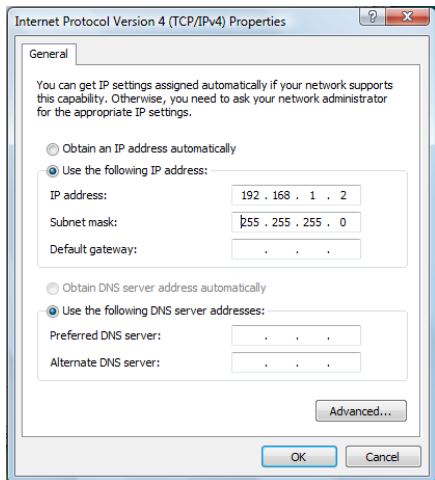 Internet Protocol Version 4 (TCP/IPv4) Properties
General
You can get IP settings assigned automatically if your network supports
this capability. Otherwise, you need to ask your network administrator
for the appropriate IP settings.
Obtain an IP address automatically
Use the following IP address:
IP address: 192 . 168 . 1 . 2
Subnet mask: 255 . 255 . 255 . 0
Default gateway: . . .
Obtain DNS server address automatically
Use the following DNS server addresses:
Preferred DNS server: . . .
Alternate DNS server: . . .
Advanced...
OK Cancel